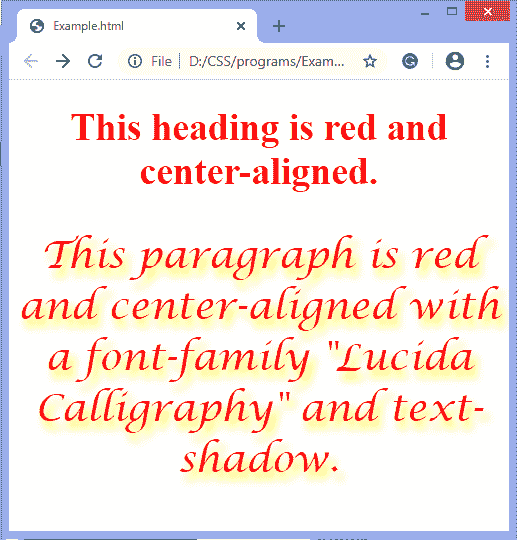 Example.html
File | D:/CSS/programs/Exam...
This heading is red and
center-aligned.
This paragraph is red
and center-aligned with
a font-family "Lucida
Calligraphy" and text-
shadow.